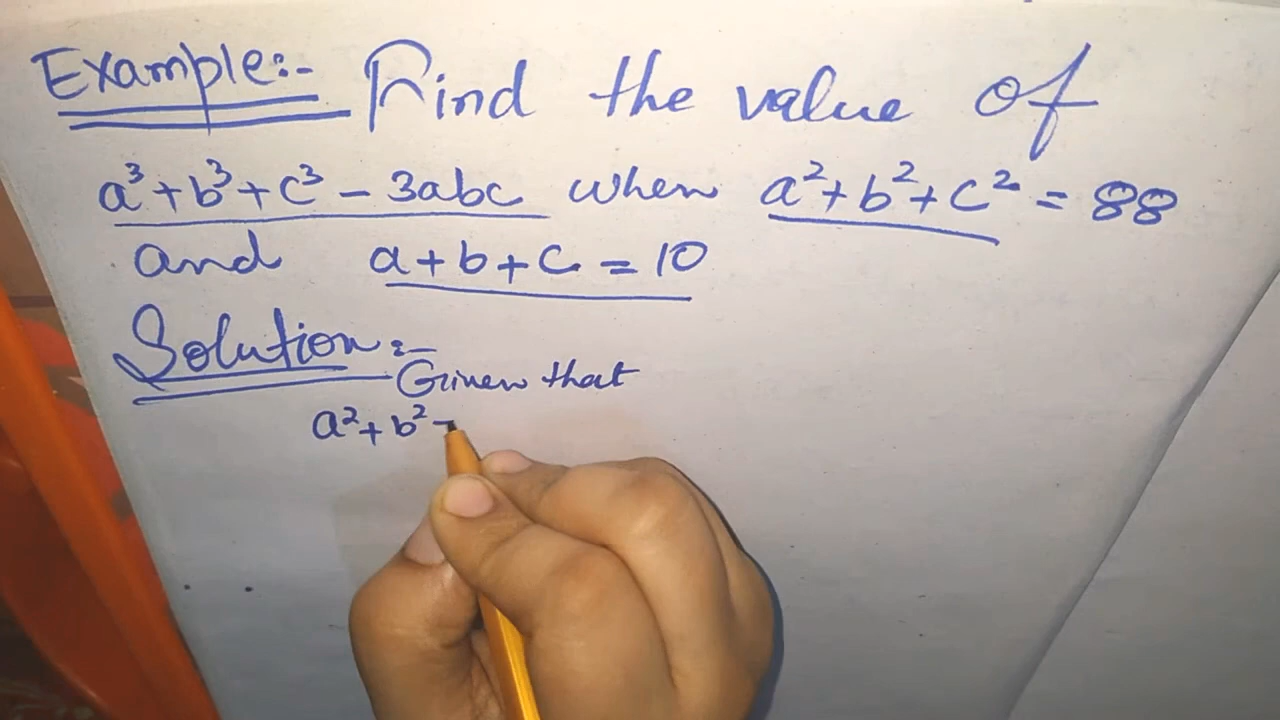 Example:- Find the value of
a³+b³+c³-3abc when a²+b²+c²=88
and a+b+c=10
Solution:- Given that
a²+b²